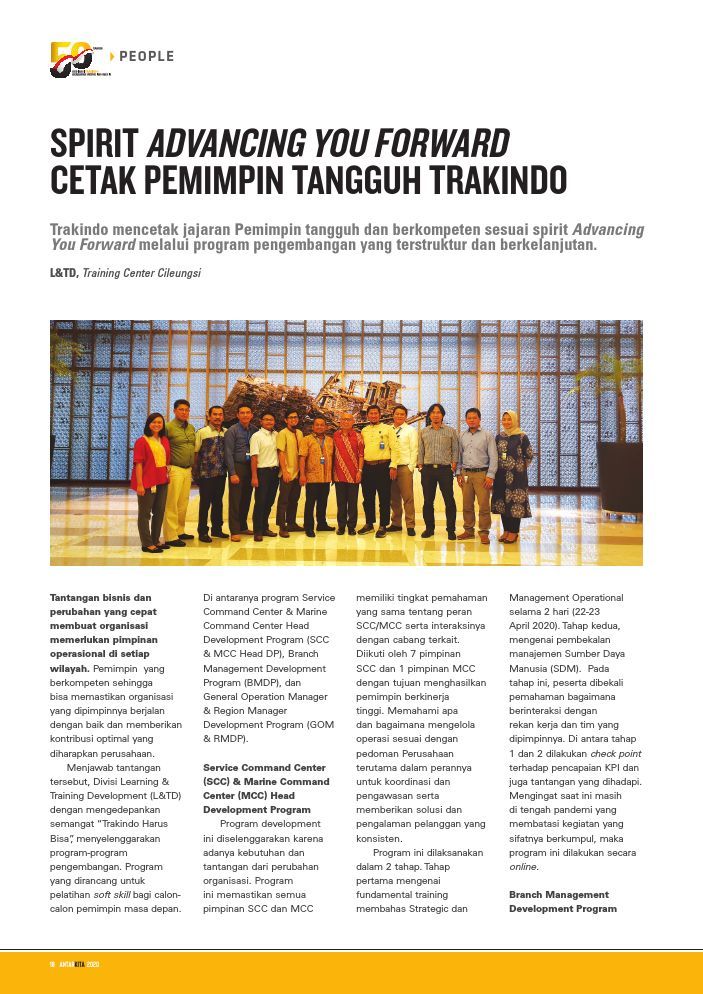 50
PEOPLE
SPIRIT ADVANCING YOU FORWARD
CETAK PEMIMPIN TANGGUH TRAKINDO
Trakindo mencetak jajaran Pemimpin tangguh dan berkompeten sesuai spirit Advancing
You Forward melalui program pengembangan yang terstruktur dan berkelanjutan.
L&TD, Training Center Cileungsi
Tantangan bisnis dan
perubahan yang cepat
membuat organisasi
memerlukan pimpinan
operasional di setiap
wilayah. Pemimpin yang
berkompeten sehingga
bisa memastikan organisasi
yang dipimpinnya berjalan
dengan baik dan memberikan
kontribusi optimal yang
diharapkan perusahaan.
Menjawab tantangan
tersebut, Divisi Learning &
Training Development (L&TD)
dengan mengedepankan
semangat “Trakindo Harus
Bisa”, menyelenggarakan
program-program
pengembangan. Program
yang dirancang untuk
pelatihan soft skill bagi calon-
calon pemimpin masa depan.
Di antaranya program Service
Command Center & Marine
Command Center Head
Development Program (SCC
& MCC Head DP), Branch
Management Development
Program (BMDP), dan
General Operation Manager
& Region Manager
Development Program (GOM
& RMDP).
Service Command Center
(SCC) & Marine Command
Center (MCC) Head
Development Program
Program development
ini diselenggarakan karena
adanya kebutuhan dan
tantangan dari perubahan
organisasi. Program
ini memastikan semua
pimpinan SCC dan MCC
memiliki tingkat pemahaman
yang sama tentang peran
SCC/MCC serta interaksinya
dengan cabang terkait.
Diikuti oleh 7 pimpinan
SCC dan 1 pimpinan MCC
dengan tujuan menghasilkan
pemimpin berkinerja
tinggi. Memahami apa
dan bagaimana mengelola
operasi sesuai dengan
pedoman Perusahaan
terutama dalam perannya
untuk koordinasi dan
pengawasan serta
memberikan solusi dan
pengalaman pelanggan yang
konsisten.
Program ini dilaksanakan
dalam 2 tahap. Tahap
pertama mengenai
fundamental training
membahas Strategic dan
Management Operational
selama 2 hari (22-23
April 2020). Tahap kedua,
mengenai pembekalan
manajemen Sumber Daya
Manusia (SDM). Pada
tahap ini, peserta dibekali
pemahaman bagaimana
berinteraksi dengan
rekan kerja dan tim yang
dipimpinnya. Di antara tahap
1 dan 2 dilakukan check point
terhadap pencapaian KPI dan
juga tantangan yang dihadapi.
Mengingat saat ini masih
di tengah pandemi yang
membatasi kegiatan yang
sifatnya berkumpul, maka
program ini dilakukan secara
online.
Branch Management
Development Program
18 ANTARKITA 2020